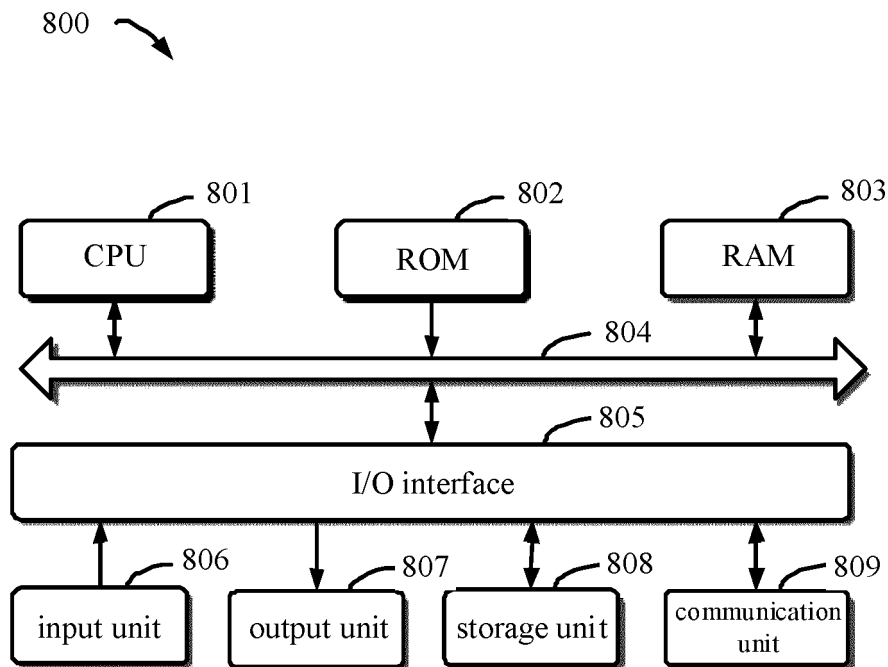 800
801
802
803
CPU
ROM
RAM
804
805
I/O interface
806
807
808
809
input unit
output unit
storage unit
communication
unit